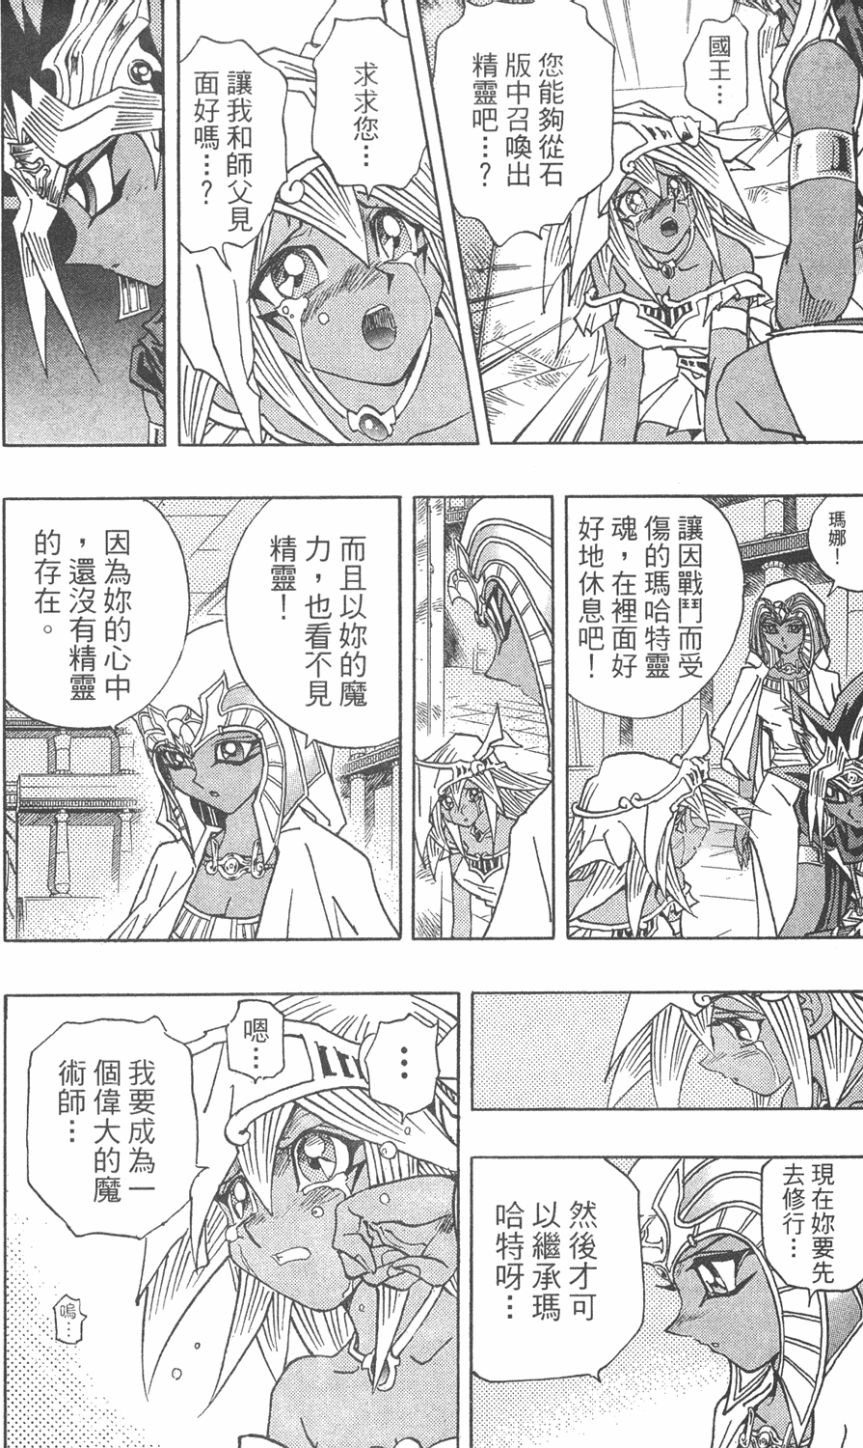 國王…
您能夠從石
版中召喚出
精靈吧…?
求求您…
讓我和師父見
面好嗎…?
瑪娜!
讓因戰鬥而受
傷的瑪哈特靈
魂,在裡面好
好地休息吧!
而且以妳的魔
力,也看不見
精靈!
因為妳的心中
,還沒有精靈
的存在。
現在妳要先
去修行…
然後才可
以繼承瑪
哈特呀…
…
嗯…
我要成為一
個偉大的魔
術師…
嗚…